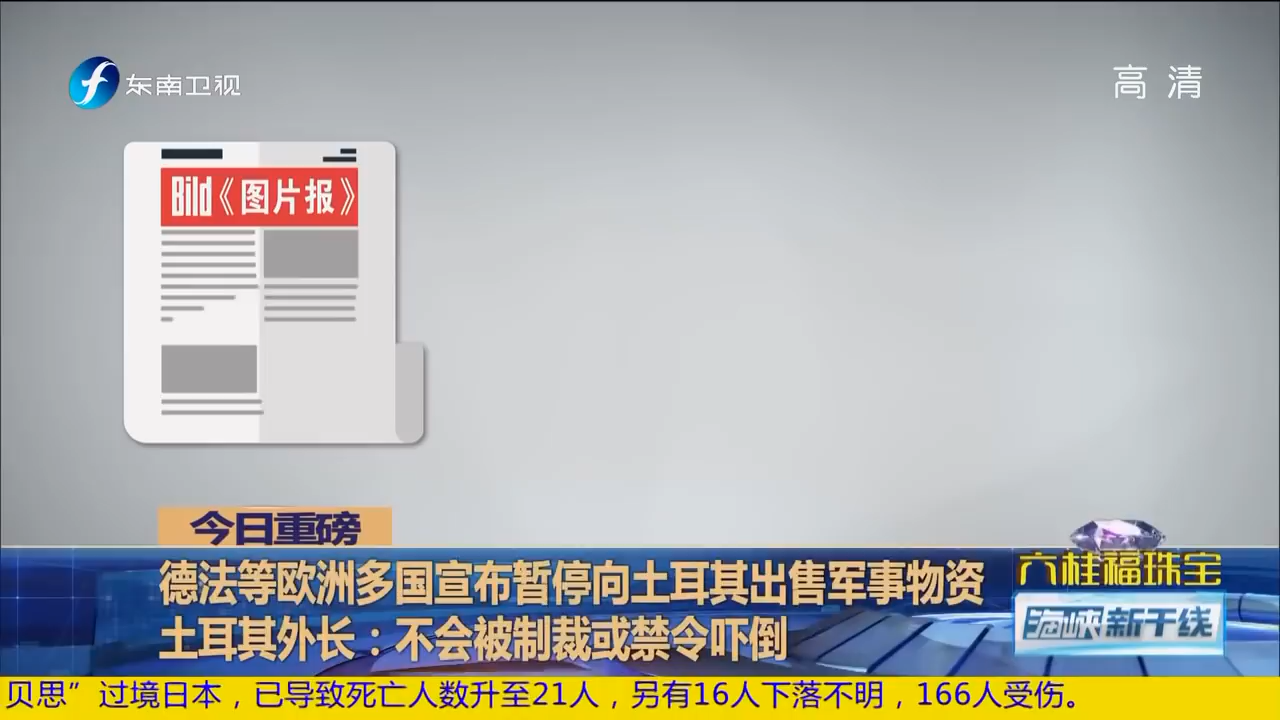 东南卫视
高清
Bild《图片报》
今日重磅
德法等欧洲多国宣布暂停向土耳其出售军事物资
土耳其外长：不会被制裁或禁令吓倒
六桂福珠宝
海峡新干线
贝思”过境日本，已导致死亡人数升至21人，另有16人下落不明，166人受伤。